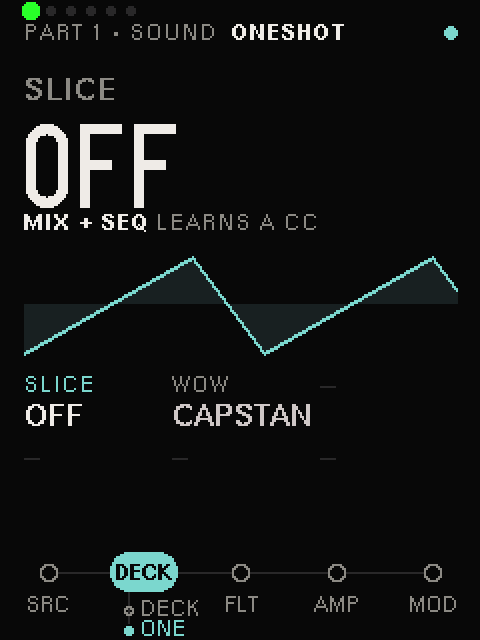 PART 1 · SOUND ONESHOT
SLICE
OFF
MIX + SEQ LEARNS A CC
SLICE WOW —
OFF CAPSTAN
— — —
DECK
SRC DECK FLT AMP MOD
ONE